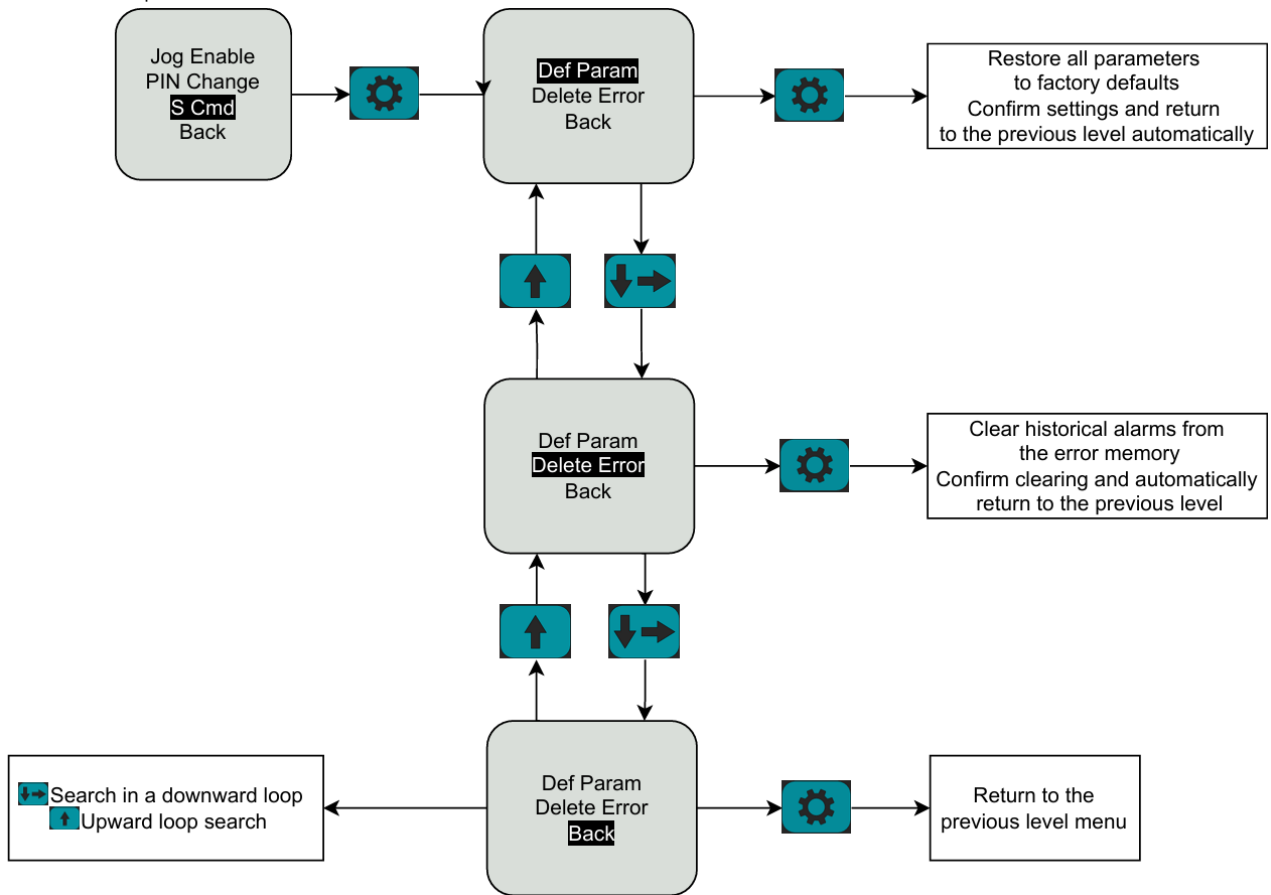 Jog Enable
PIN Change
S Cmd
Back
Def Param
Delete Error
Back
Restore all parameters
to factory defaults
Confirm settings and return
to the previous level automatically
Def Param
Delete Error
Back
Clear historical alarms from
the error memory
Confirm clearing and automatically
return to the previous level
Search in a downward loop
Upward loop search
Def Param
Delete Error
Back
Return to the
previous level menu